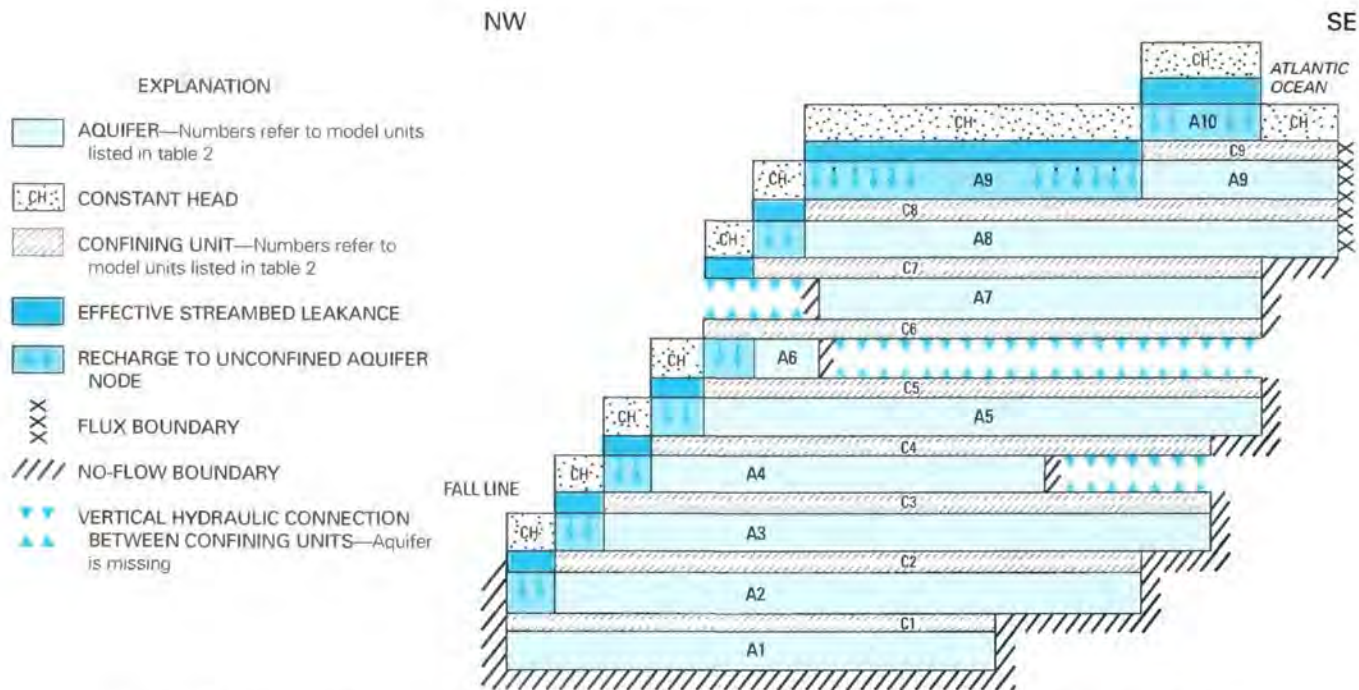 NW
SE
EXPLANATION
AQUIFER—Numbers refer to model units
listed in table 2
CH
CONSTANT HEAD
CONFINING UNIT—Numbers refer to
model units listed in table 2
EFFECTIVE STREAMBED LEAKANCE
RECHARGE TO UNCONFINED AQUIFER
NODE
FLUX BOUNDARY
NO-FLOW BOUNDARY
VERTICAL HYDRAULIC CONNECTION
BETWEEN CONFINING UNITS—Aquifer
is missing
CH
ATLANTIC
OCEAN
CH
A10
CH
C9
CH
A9
A9
C8
CH
A8
C7
A7
C6
CH
A6
C5
CH
A5
C4
CH
A4
FALL LINE
C3
CH
A3
C2
A2
C1
A1